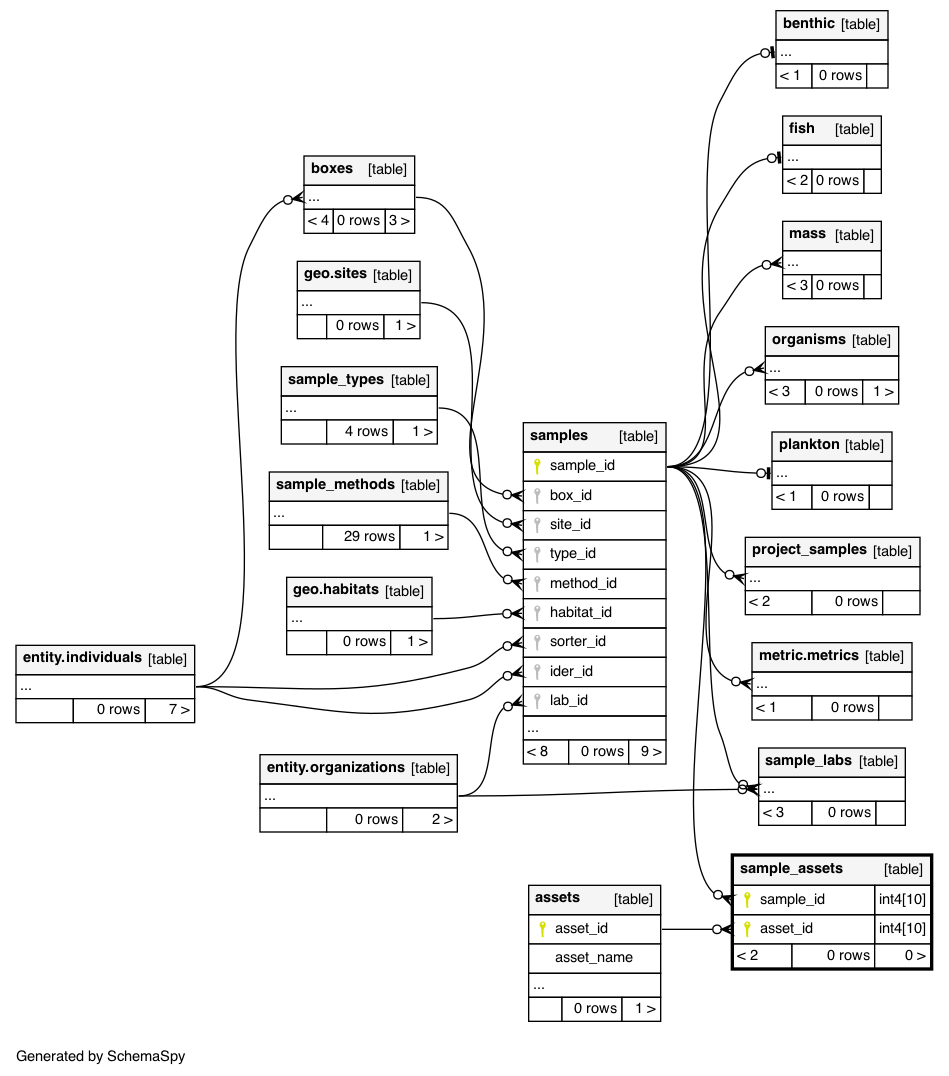 benthic [table]
...
< 1 0 rows
fish [table]
...
< 2 0 rows
boxes [table]
...
< 4 0 rows 3 >
mass [table]
...
< 3 0 rows
geo.sites [table]
...
0 rows 1 >
organisms [table]
...
< 3 0 rows 1 >
sample_types [table]
...
4 rows 1 >
samples [table]
sample_id
box_id
site_id
type_id
method_id
habitat_id
sorter_id
ider_id
lab_id
...
< 8 0 rows 9 >
plankton [table]
...
< 1 0 rows
sample_methods [table]
...
29 rows 1 >
project_samples [table]
...
< 2 0 rows
geo.habitats [table]
...
0 rows 1 >
entity.individuals [table]
...
0 rows 7 >
metric.metrics [table]
...
< 1 0 rows
entity.organizations [table]
...
0 rows 2 >
sample_labs [table]
...
< 3 0 rows
sample_assets [table]
sample_id int4[10]
asset_id int4[10]
< 2 0 rows 0 >
assets [table]
asset_id
asset_name
...
0 rows 1 >
Generated by SchemaSpy